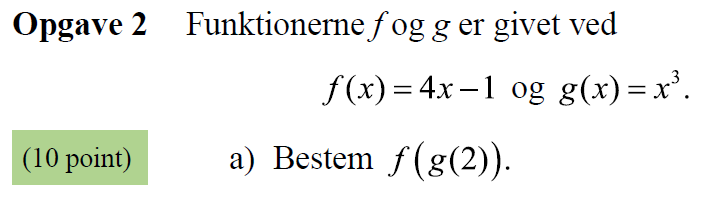 Opgave 2 Funktionerne f og g er givet ved
f(x) = 4x − 1 og g(x) = x³.
(10 point) a) Bestem f(g(2)).